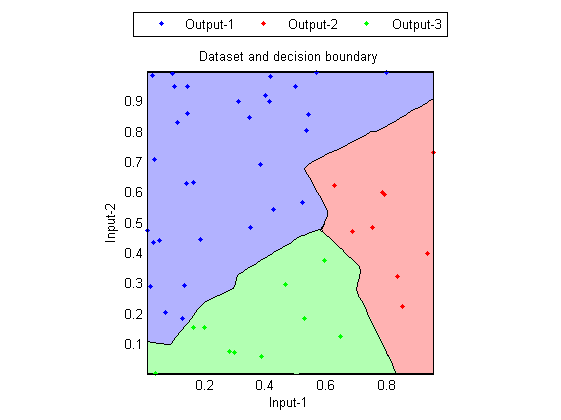 Output-1 Output-2 Output-3
Dataset and decision boundary
0.9
0.8
0.7
0.6
0.5
0.4
0.3
0.2
0.1
Input-2
0.2 0.4 0.6 0.8
Input-1